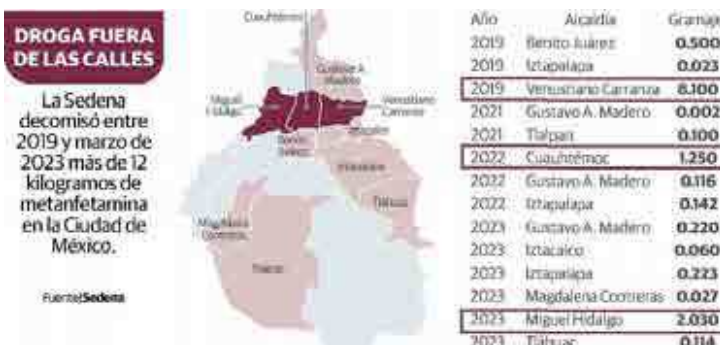 DROGA FUERA
DE LAS CALLES
La Sedena
decomisó entre
2019 y marzo de
2023 más de 12
kilogramos de
metanfetamina
en la Ciudad de
México.
Fuente|Sedena
Cuauhtémoc
Gustavo A.
Madero
Miguel
Hidalgo
Venustiano
Carranza
Iztacalco
Benito
Juárez
Iztapalapa
Tláhuac
Magdalena
Contreras
Tlalpan
Año Alcaldía Gramaje
2019 Benito Juárez 0.500
2019 Iztapalapa 0.023
2019 Venustiano Carranza 8.100
2021 Gustavo A. Madero 0.002
2021 Tlalpan 0.100
2022 Cuauhtémoc 1.250
2022 Gustavo A. Madero 0.116
2022 Iztapalapa 0.142
2023 Gustavo A. Madero 0.220
2023 Iztacalco 0.060
2023 Iztapalapa 0.223
2023 Magdalena Contreras 0.027
2023 Miguel Hidalgo 2.030
2023 Tláhuac 0.114